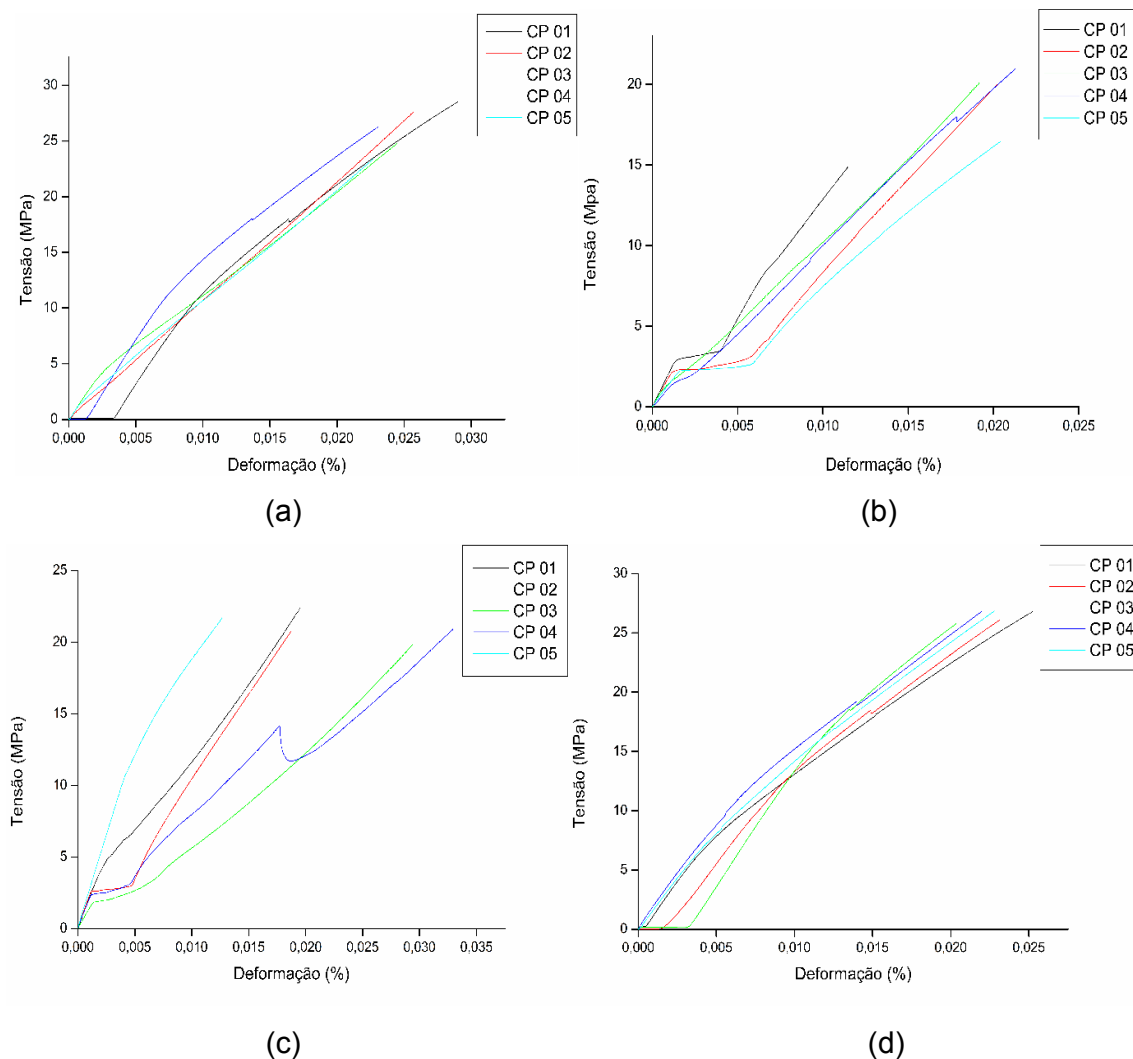 CP 01
CP 02
CP 03
CP 04
CP 05
30
25
20
15
10
5
0
Tensão (MPa)
0,000 0,005 0,010 0,015 0,020 0,025 0,030
Deformação (%)
(a)
CP 01
CP 02
CP 03
CP 04
CP 05
20
15
10
5
0
Tensão (Mpa)
0,000 0,005 0,010 0,015 0,020 0,025
Deformação (%)
(b)
CP 01
CP 02
CP 03
CP 04
CP 05
25
20
15
10
5
0
Tensão (MPa)
0,000 0,005 0,010 0,015 0,020 0,025 0,030 0,035
Deformação (%)
(c)
CP 01
CP 02
CP 03
CP 04
CP 05
30
25
20
15
10
5
0
Tensão (MPa)
0,000 0,005 0,010 0,015 0,020 0,025
Deformação (%)
(d)